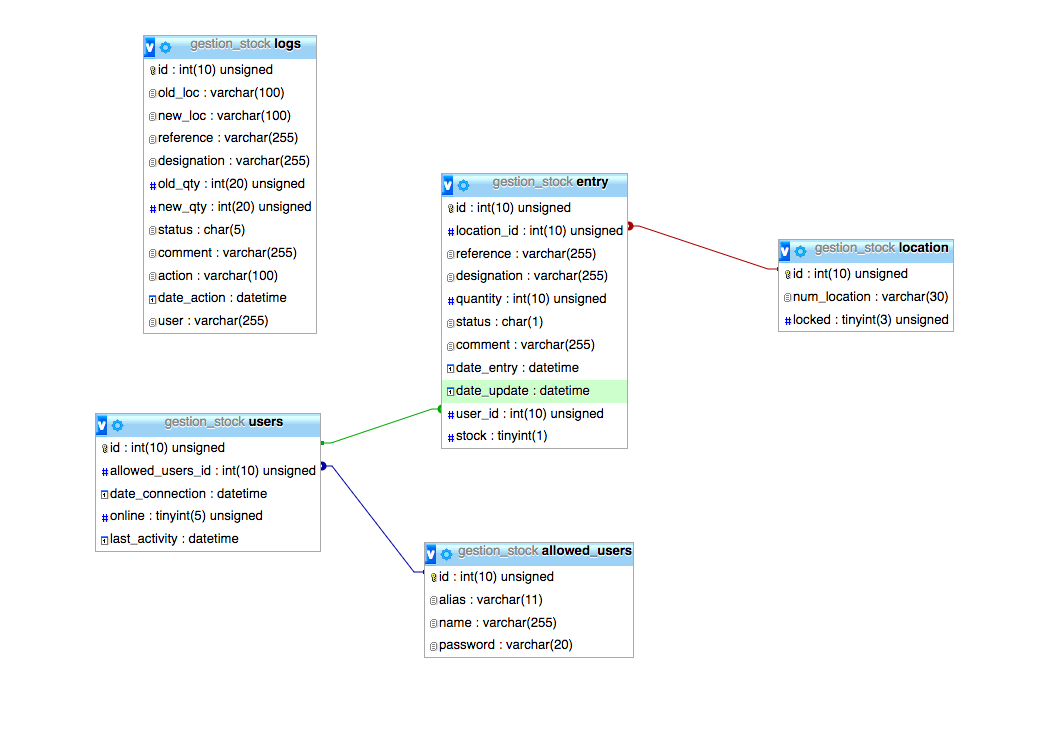 gestion_stock logs
id : int(10) unsigned
old_loc : varchar(100)
new_loc : varchar(100)
reference : varchar(255)
designation : varchar(255)
old_qty : int(20) unsigned
new_qty : int(20) unsigned
status : char(5)
comment : varchar(255)
action : varchar(100)
date_action : datetime
user : varchar(255)
gestion_stock entry
id : int(10) unsigned
location_id : int(10) unsigned
reference : varchar(255)
designation : varchar(255)
quantity : int(10) unsigned
status : char(1)
comment : varchar(255)
date_entry : datetime
date_update : datetime
user_id : int(10) unsigned
stock : tinyint(1)
gestion_stock location
id : int(10) unsigned
num_location : varchar(30)
locked : tinyint(3) unsigned
gestion_stock users
id : int(10) unsigned
allowed_users_id : int(10) unsigned
date_connection : datetime
online : tinyint(5) unsigned
last_activity : datetime
gestion_stock allowed_users
id : int(10) unsigned
alias : varchar(11)
name : varchar(255)
password : varchar(20)